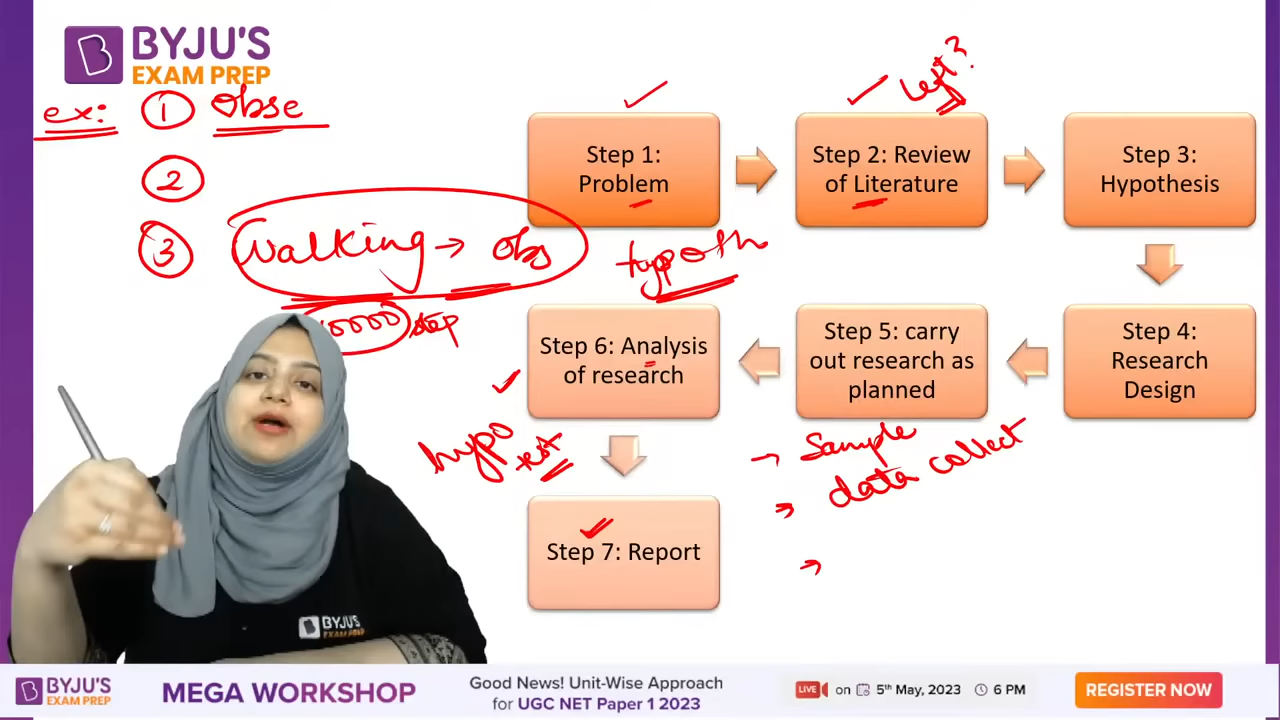 BYJU'S
EXAM PREP
ex: 1 obse
2
3 walking → obs
10000 step
hypoth
left?
Step 1:
Problem
Step 2: Review
of Literature
Step 3:
Hypothesis
Step 4:
Research
Design
Step 5: carry
out research as
planned
→ Sample
→ data collect
→
Step 6: Analysis
of research
hypo
test
Step 7: Report
BYJU'S
EXAM PREP
BYJU'S
EXAM PREP
MEGA WORKSHOP
Good News! Unit-Wise Approach
for UGC NET Paper 1 2023
LIVE on 5th May, 2023 6 PM
REGISTER NOW